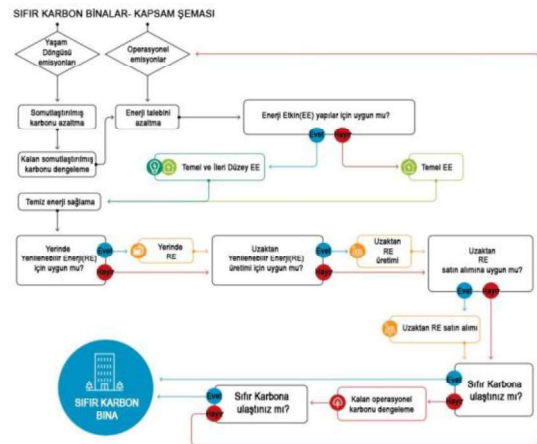 SIFIR KARBON BİNALAR- KAPSAM ŞEMASI
Yaşam
Döngüsü
emisyonları
Operasyonel
emisyonlar
Somutlaştırılmış
karbonu azaltma
Enerji talebini
azaltma
Enerji Etkin(EE) yapılar için uygun mu?
Evet
Hayır
Kalan somutlaştırılmış
karbonu dengeleme
Temel ve İleri Düzey EE
Temel EE
Temiz enerji sağlama
Yerinde
Yenilenebilir Enerji(RE)
için uygun mu?
Evet
Hayır
Yerinde
RE
Uzaktan
Yenilenebilir Enerji(RE)
üretimi için uygun mu?
Evet
Hayır
Uzaktan
RE
üretimi
Uzaktan
RE
satın alımına uygun mu?
Evet
Hayır
Uzaktan RE satın alımı
SIFIR KARBON
BINA
Sıfır Karbona
ulaştınız mı?
Evet
Hayır
Kalan operasyonel
karbonu dengeleme
Sıfır Karbona
ulaştınız mı?
Evet
Hayır